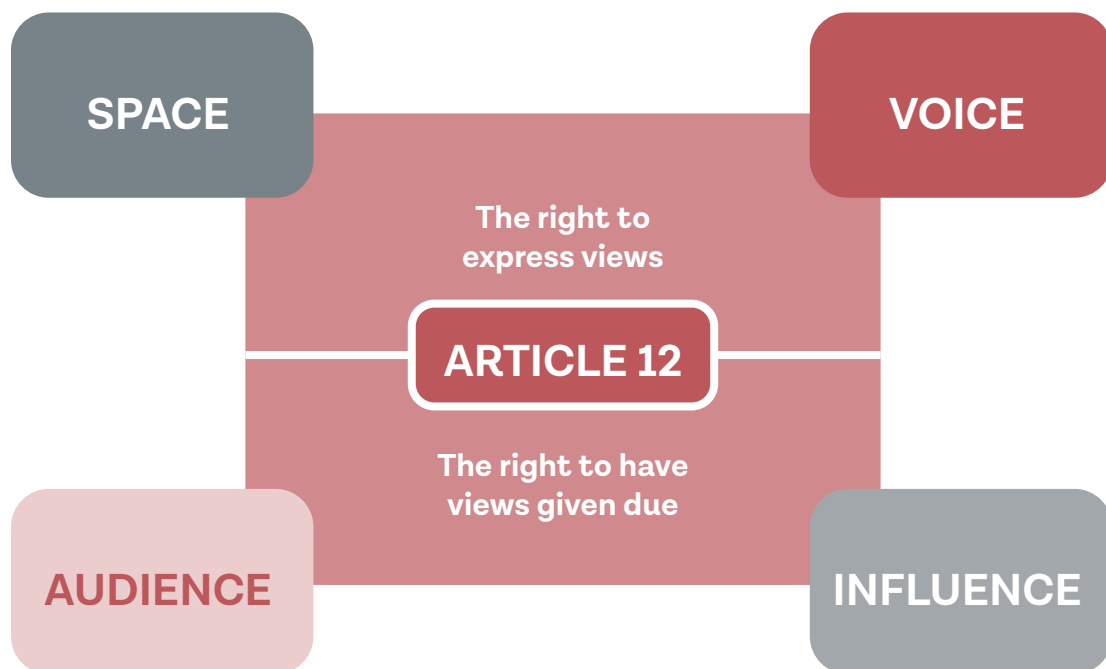 SPACE
VOICE
The right to
express views
ARTICLE 12
The right to have
views given due
AUDIENCE
INFLUENCE